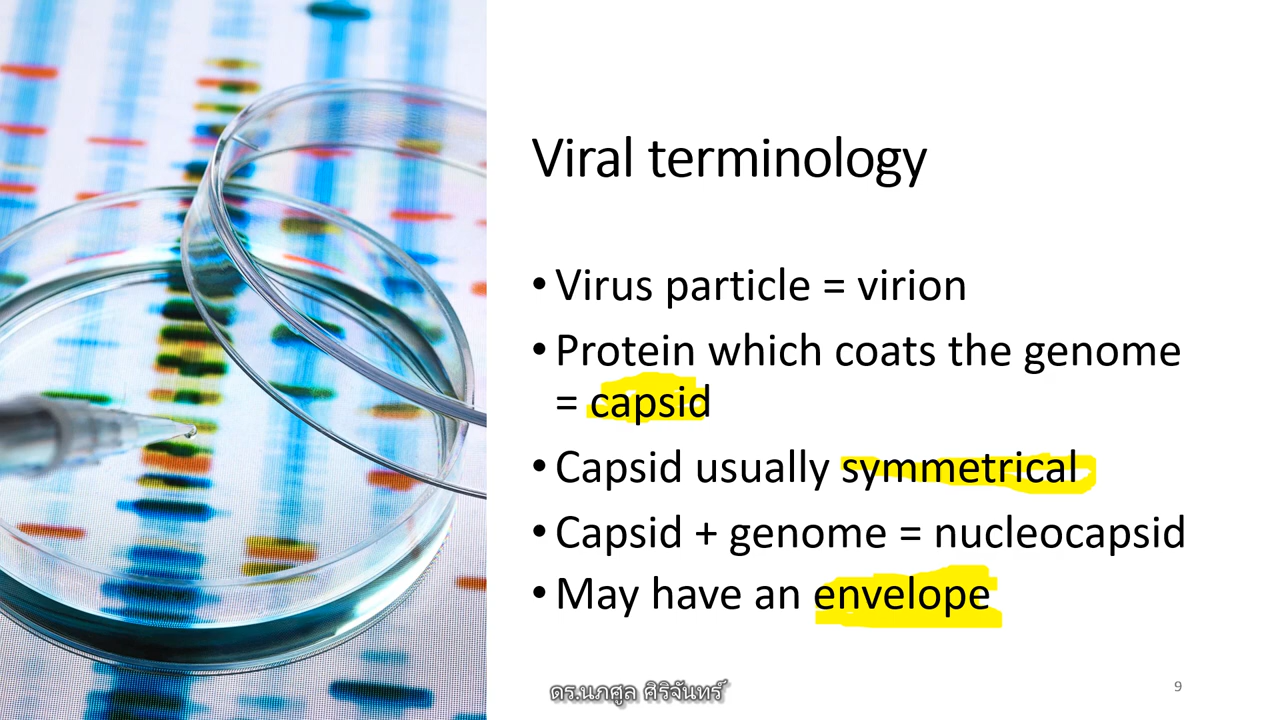 Viral terminology
• Virus particle = virion
• Protein which coats the genome
= capsid
• Capsid usually symmetrical
• Capsid + genome = nucleocapsid
• May have an envelope
ดร.นภศูล ศิริจันทร์
9